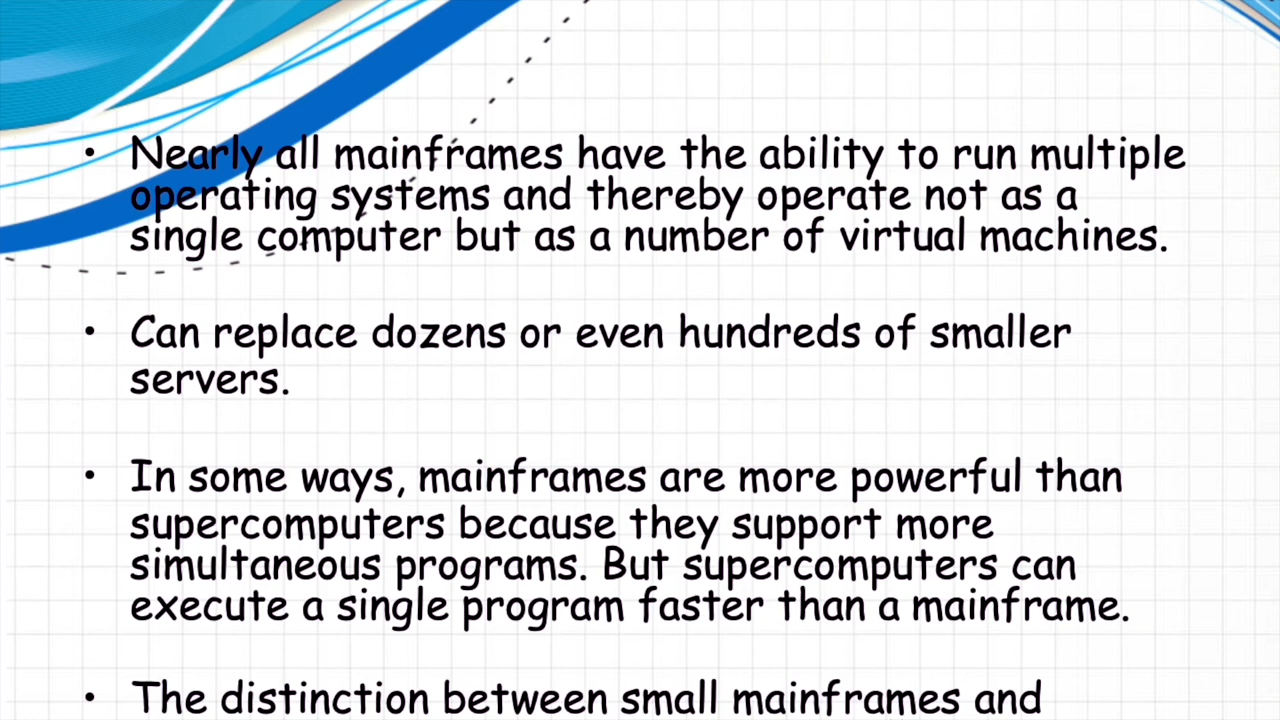 • Nearly all mainframes have the ability to run multiple
operating systems and thereby operate not as a
single computer but as a number of virtual machines.
• Can replace dozens or even hundreds of smaller
servers.
• In some ways, mainframes are more powerful than
supercomputers because they support more
simultaneous programs. But supercomputers can
execute a single program faster than a mainframe.
• The distinction between small mainframes and